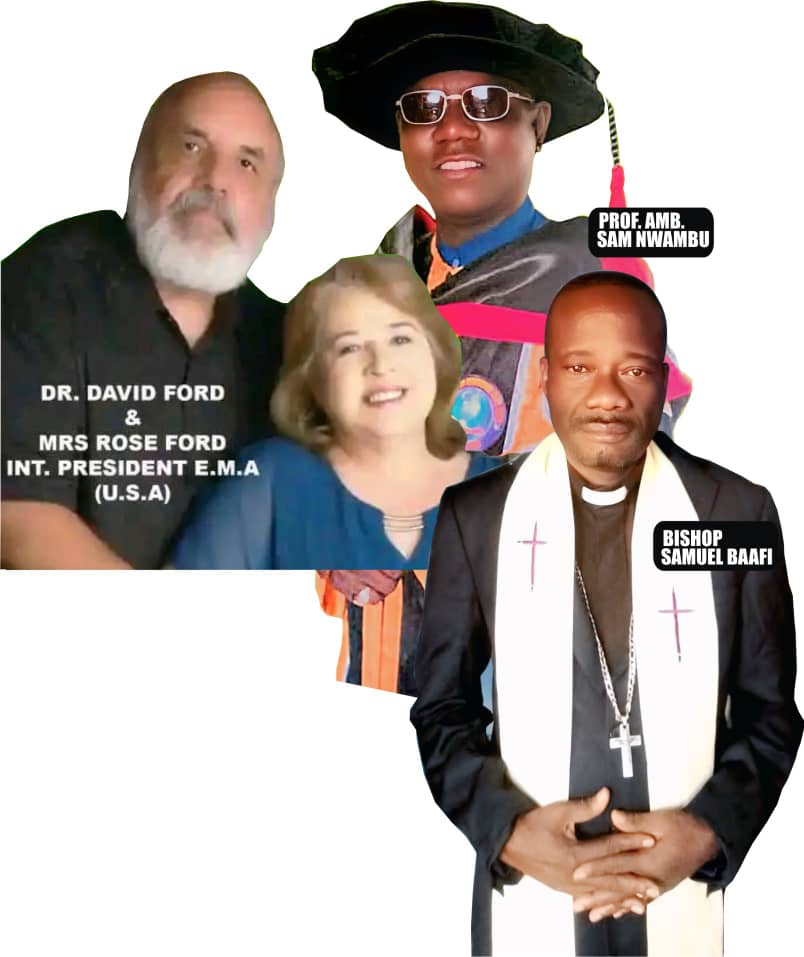 PROF. AMB.
SAM NWAMBU
DR. DAVID FORD
&
MRS ROSE FORD
INT. PRESIDENT E.M.A
(U.S.A)
BISHOP
SAMUEL BAAFI